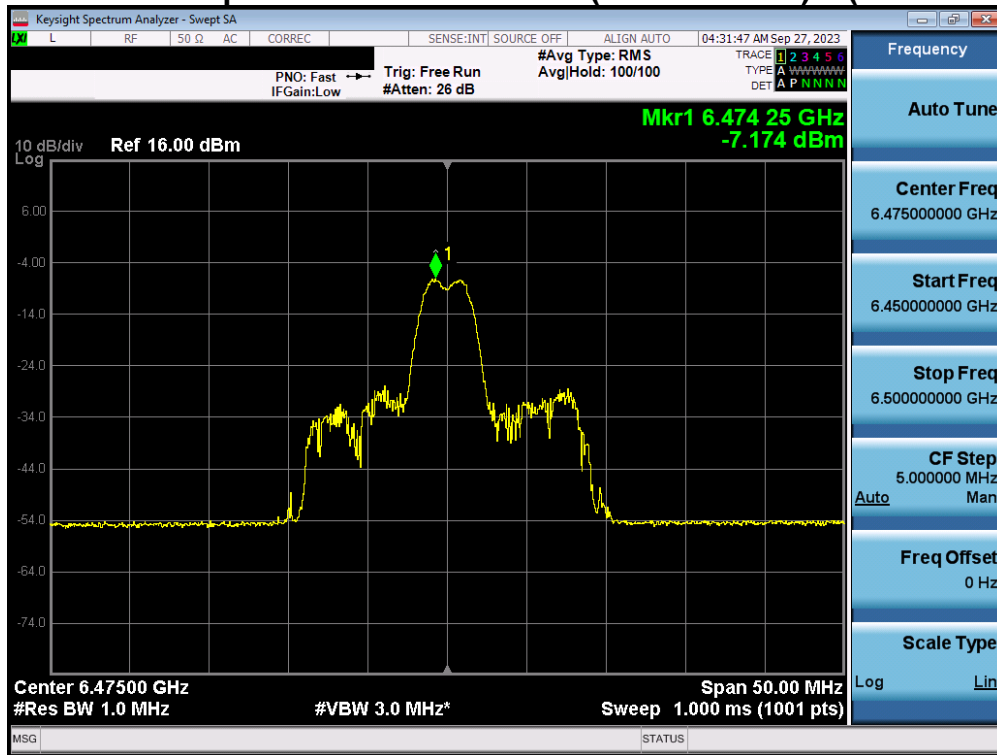 Keysight Spectrum Analyzer - Swept SA
LXI L RF 50 Ω AC CORREC SENSE:INT SOURCE OFF ALIGN AUTO 04:31:47 AM Sep 27, 2023
PNO: Fast
IFGain:Low
Trig: Free Run
#Atten: 26 dB
#Avg Type: RMS
Avg|Hold: 100/100
TRACE 1 2 3 4 5 6
TYPE A WWWWW
DET A P N N N N
Mkr1 6.474 25 GHz
-7.174 dBm
10 dB/div Ref 16.00 dBm
Log
6.00
-4.00
-14.0
-24.0
-34.0
-44.0
-54.0
-64.0
-74.0
1
Center 6.47500 GHz
#Res BW 1.0 MHz
#VBW 3.0 MHz*
Span 50.00 MHz
Sweep 1.000 ms (1001 pts)
MSG STATUS
Frequency
Auto Tune
Center Freq
6.475000000 GHz
Start Freq
6.450000000 GHz
Stop Freq
6.500000000 GHz
CF Step
5.000000 MHz
Auto Man
Freq Offset
0 Hz
Scale Type
Log Lin